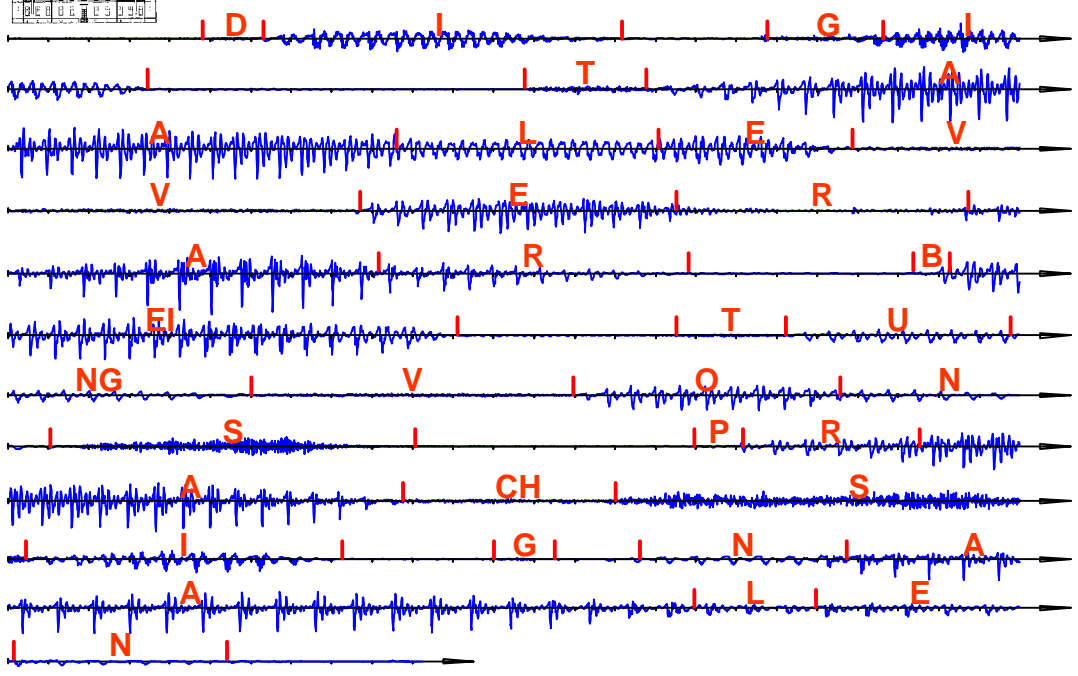 D I G I
T A
A L E V
V E R
A R B
EI T U
NG V O N
S P R
A CH S
I G N A
A L E
N